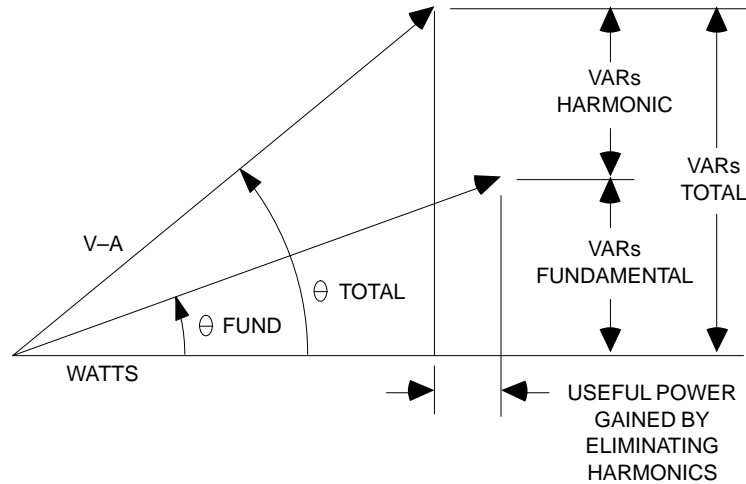 VARs
HARMONIC
VARs
TOTAL
V–A
VARs
FUNDAMENTAL
θ TOTAL
θ FUND
WATTS
USEFUL POWER
GAINED BY
ELIMINATING
HARMONICS